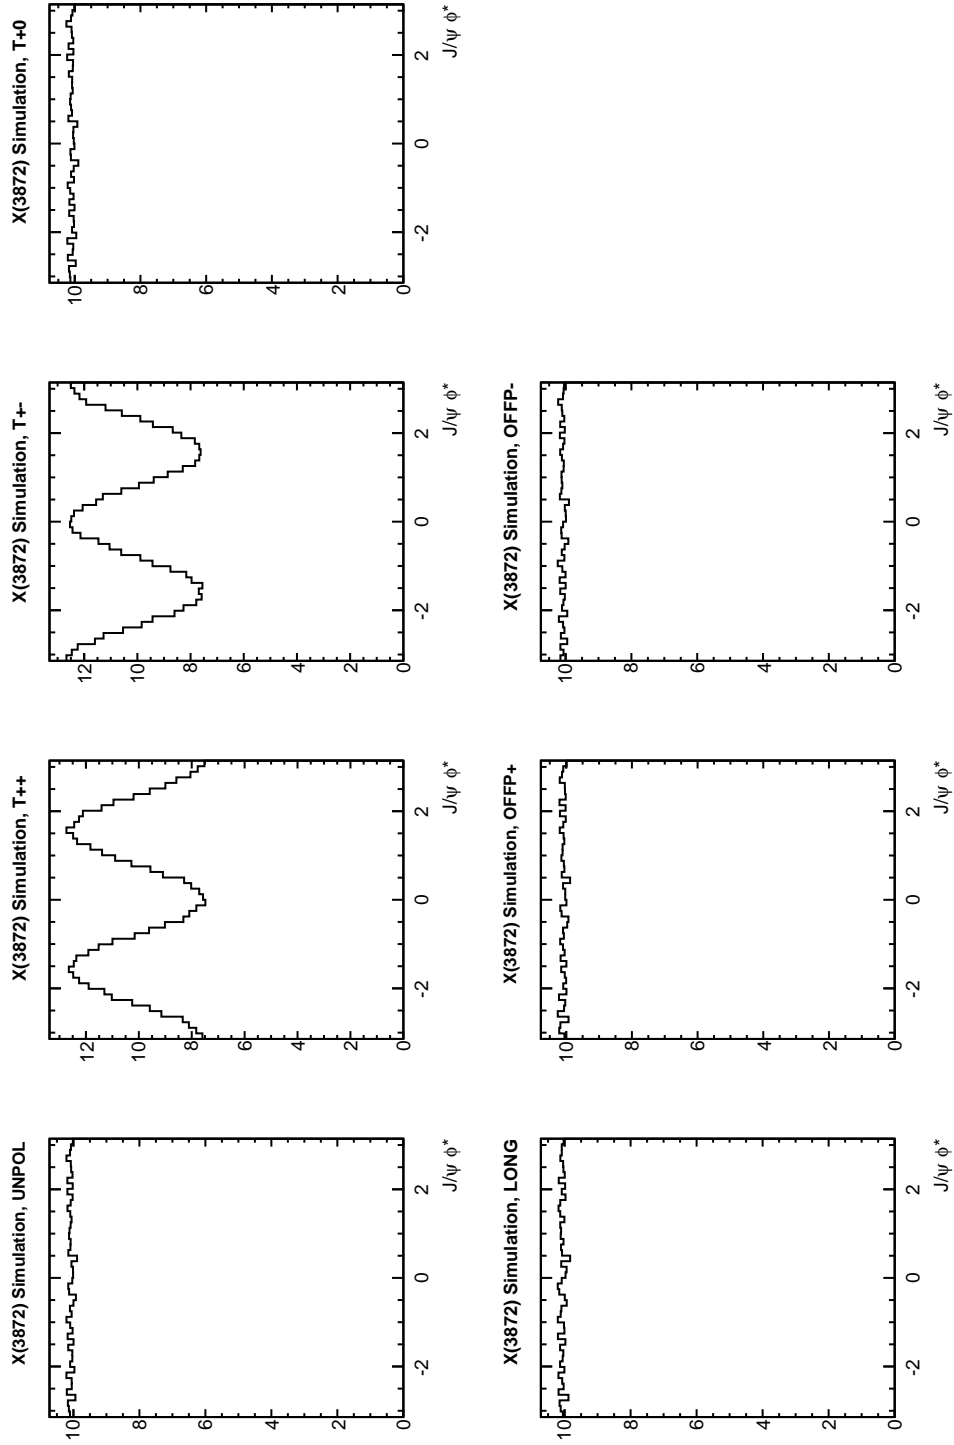 X(3872) Simulation, UNPOL
10
8
6
4
2
0
-2 0 2
J/ψ φ*
X(3872) Simulation, T++
12
10
8
6
4
2
0
-2 0 2
J/ψ φ*
X(3872) Simulation, T+-
12
10
8
6
4
2
0
-2 0 2
J/ψ φ*
X(3872) Simulation, T+0
10
8
6
4
2
0
-2 0 2
J/ψ φ*
X(3872) Simulation, LONG
10
8
6
4
2
0
-2 0 2
J/ψ φ*
X(3872) Simulation, OFFP+
10
8
6
4
2
0
-2 0 2
J/ψ φ*
X(3872) Simulation, OFFP-
10
8
6
4
2
0
-2 0 2
J/ψ φ*